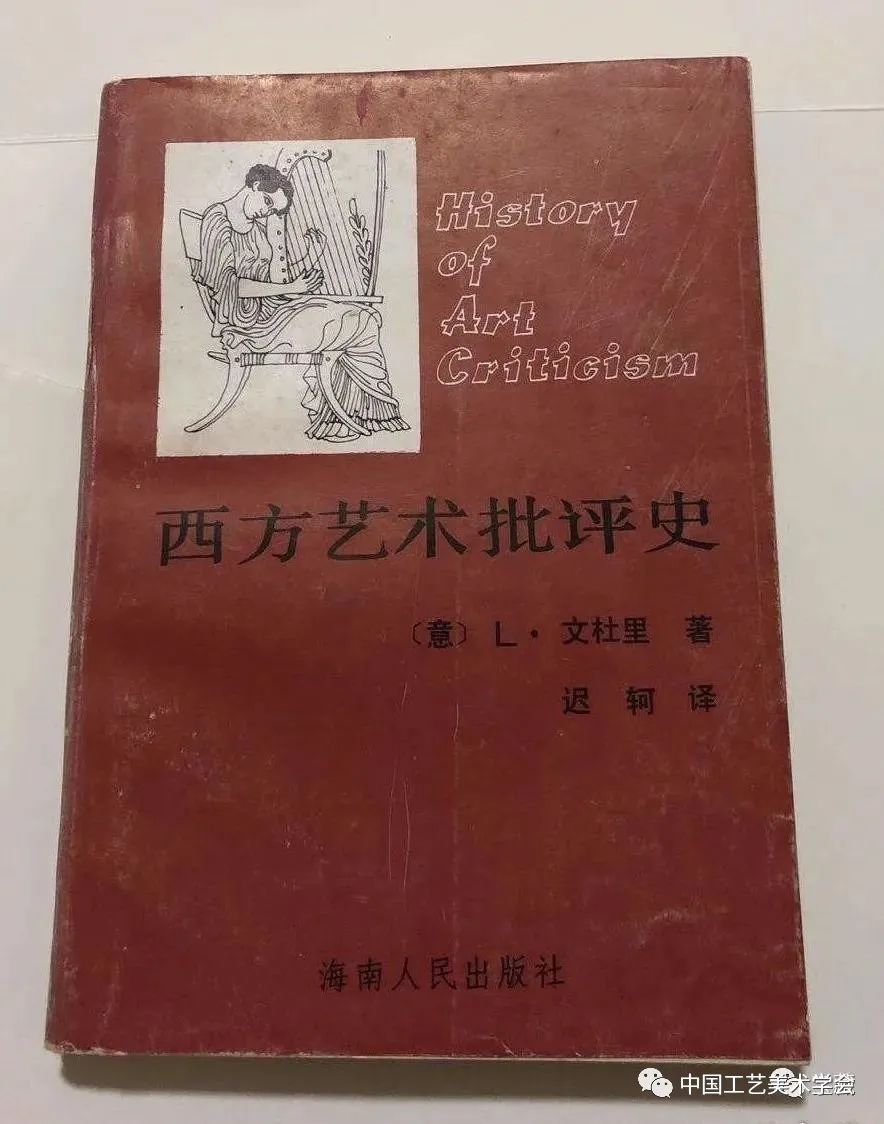 History
of
Art
Criticism
西方艺术批评史
〔意〕 L·文杜里 著
迟轲 译
海南人民出版社
中国工艺美术学会